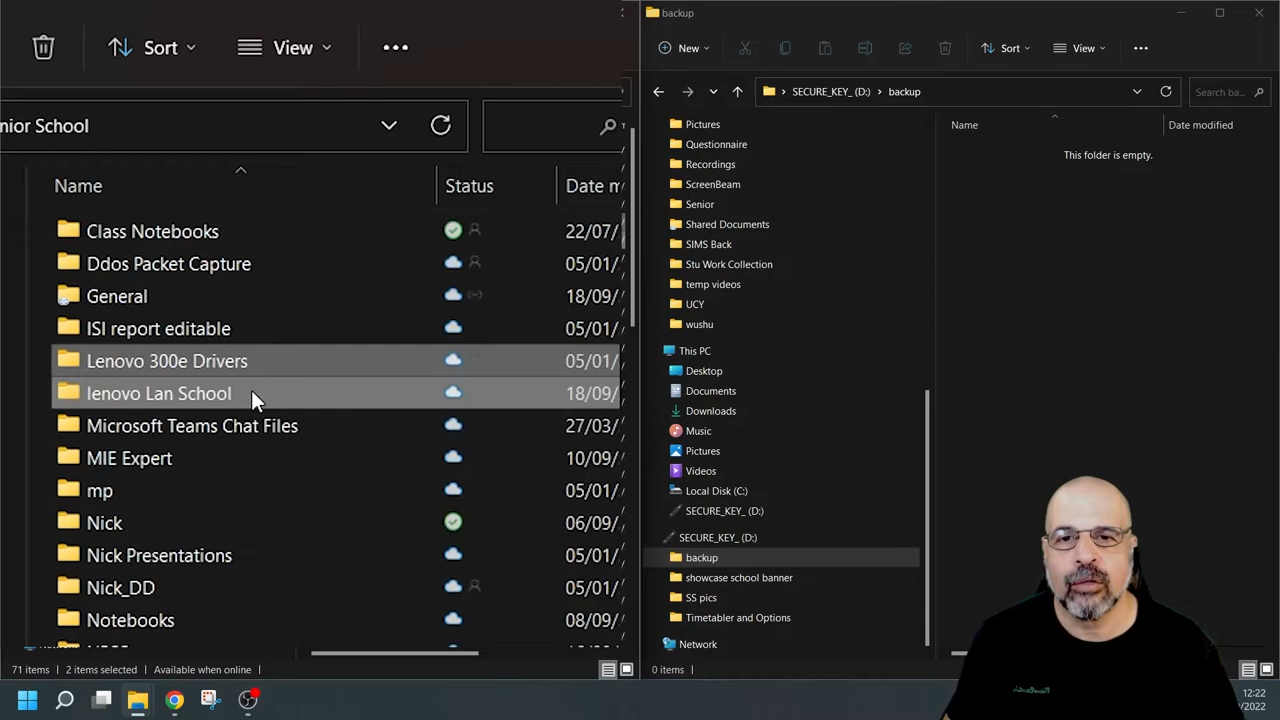 Sort
View
nior School
Name
Status
Date m
Class Notebooks
22/07/
Ddos Packet Capture
05/01/
General
18/09/
ISI report editable
05/01/
Lenovo 300e Drivers
05/01/
lenovo Lan School
18/09/
Microsoft Teams Chat Files
27/03/
MIE Expert
10/09/
mp
05/01/
Nick
06/09/
Nick Presentations
05/01/
Nick_DD
05/01/
Notebooks
08/09/
71 items
2 items selected
Available when online
backup
New
Sort
View
SECURE_KEY_ (D:)
backup
Search ba...
Pictures
Questionnaire
Recordings
ScreenBeam
Senior
Shared Documents
SIMS Back
Stu Work Collection
temp videos
UCY
wushu
This PC
Desktop
Documents
Downloads
Music
Pictures
Videos
Local Disk (C:)
SECURE_KEY_ (D:)
SECURE_KEY_ (D:)
backup
showcase school banner
SS pics
Timetabler and Options
Network
Name
Date modified
This folder is empty.
0 items
12:22
/2022